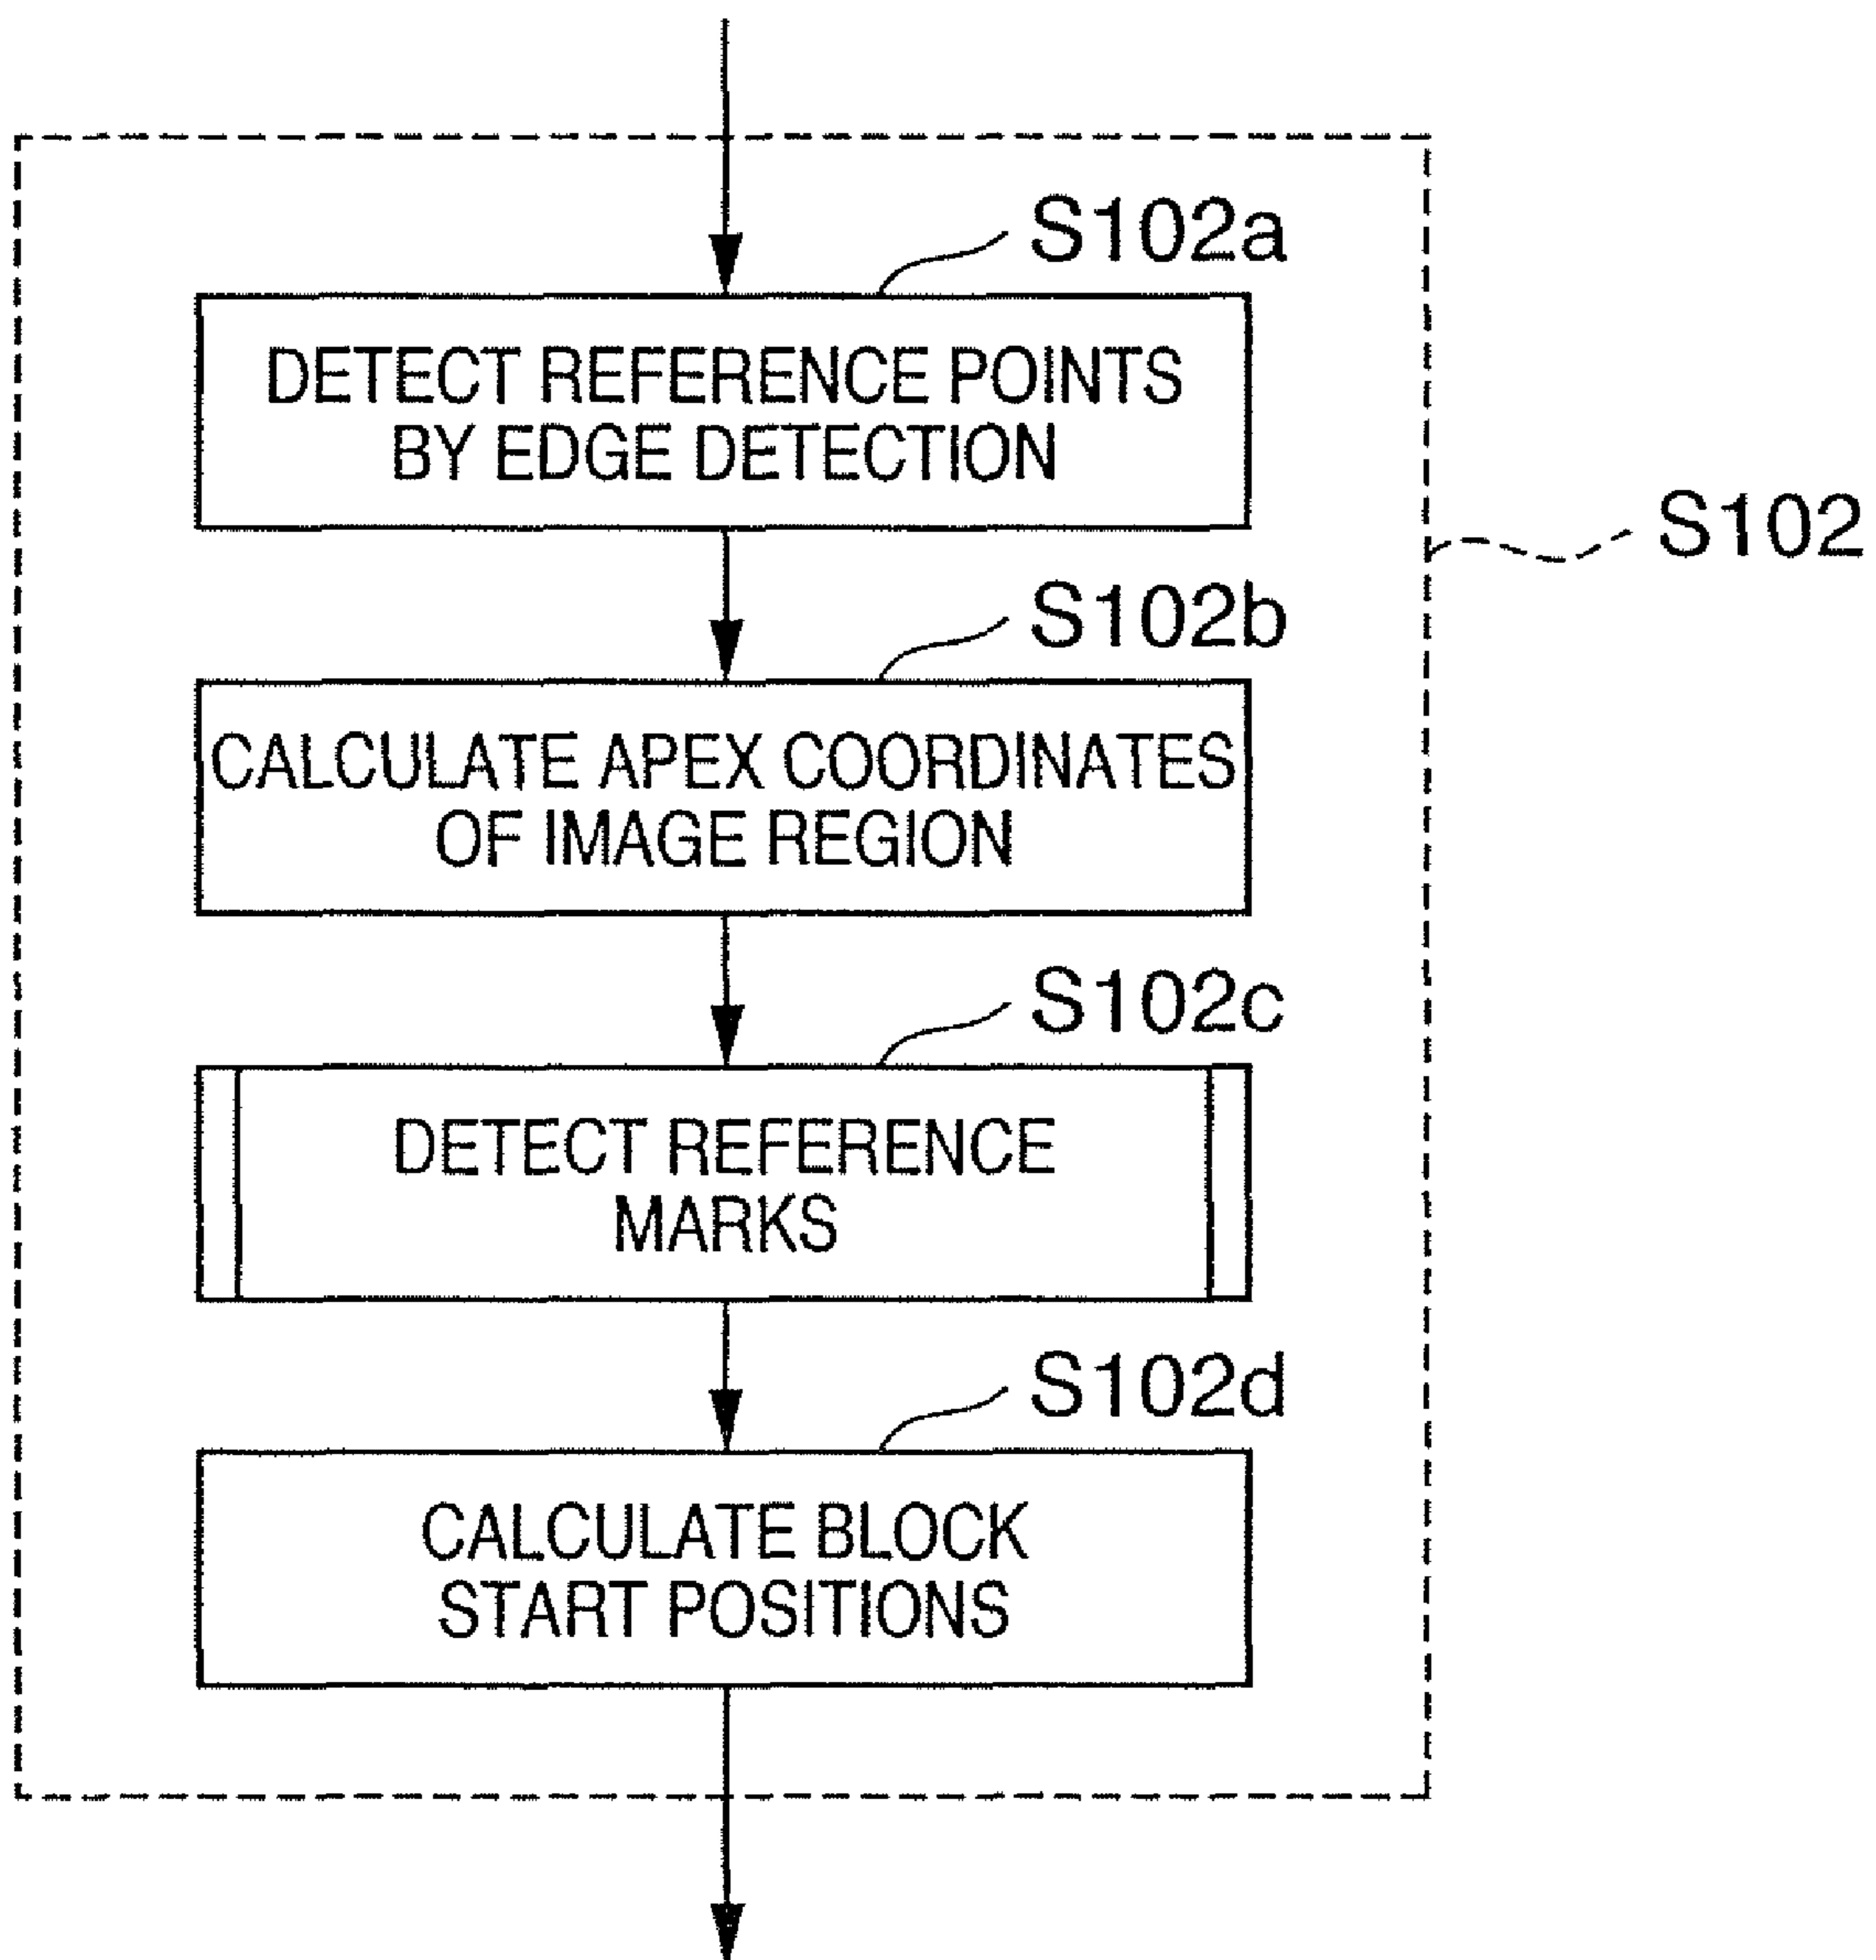 S102a
DETECT REFERENCE POINTS
BY EDGE DETECTION
S102
S102b
CALCULATE APEX COORDINATES
OF IMAGE REGION
S102c
DETECT REFERENCE
MARKS
S102d
CALCULATE BLOCK
START POSITIONS